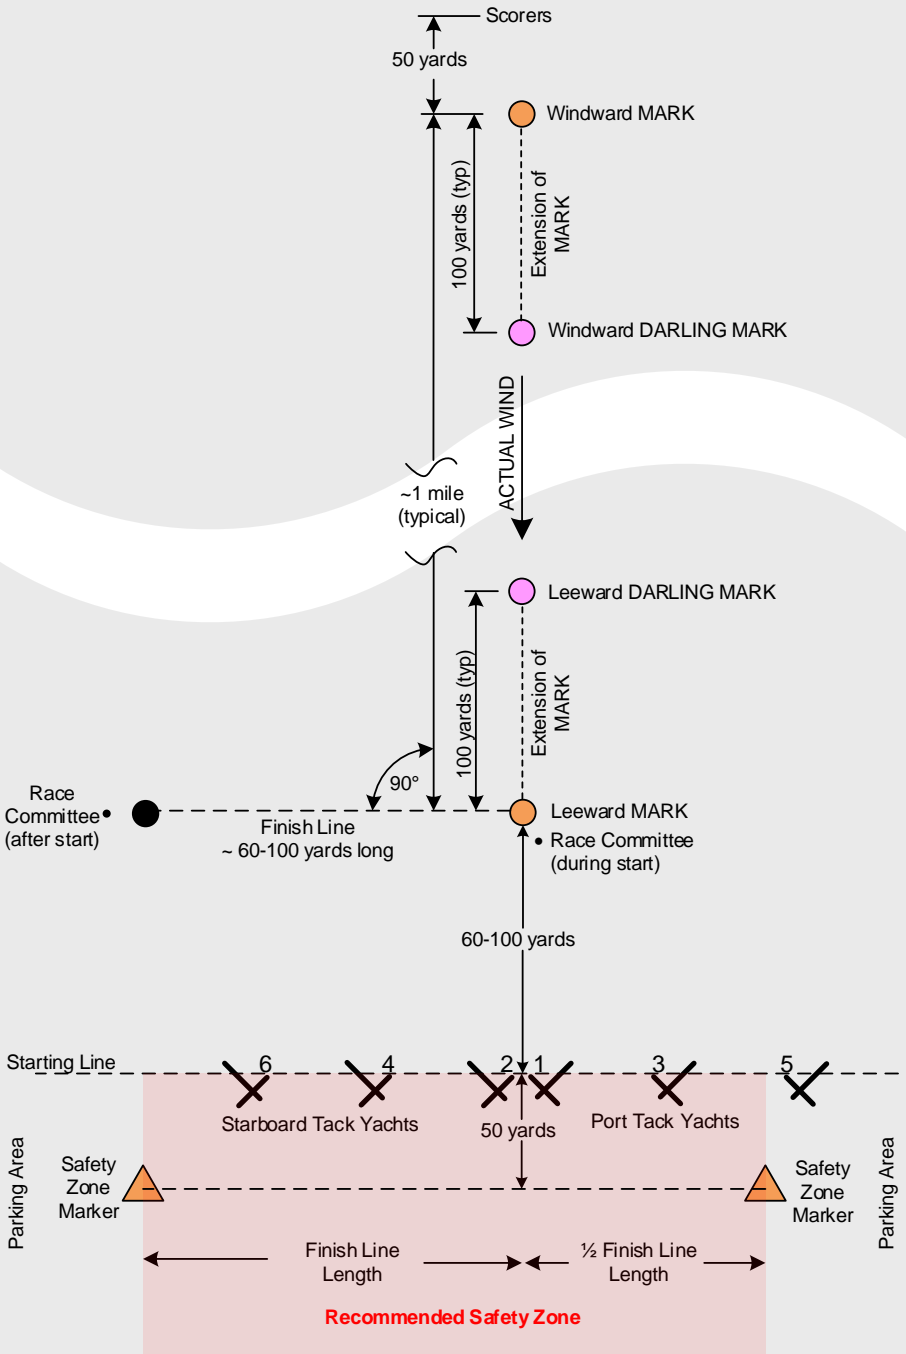 Scorers
50 yards
Windward MARK
100 yards (typ)
Extension of
MARK
Windward DARLING MARK
ACTUAL WIND
~1 mile
(typical)
Leeward DARLING MARK
100 yards (typ)
Extension of
MARK
90°
Race
Committee
(after start)
Finish Line
~ 60-100 yards long
Leeward MARK
Race Committee
(during start)
60-100 yards
Starting Line
6
4
2
1
3
5
Starboard Tack Yachts
50 yards
Port Tack Yachts
Parking Area
Safety
Zone
Marker
Safety
Zone
Marker
Parking Area
Finish Line
Length
½ Finish Line
Length
Recommended Safety Zone